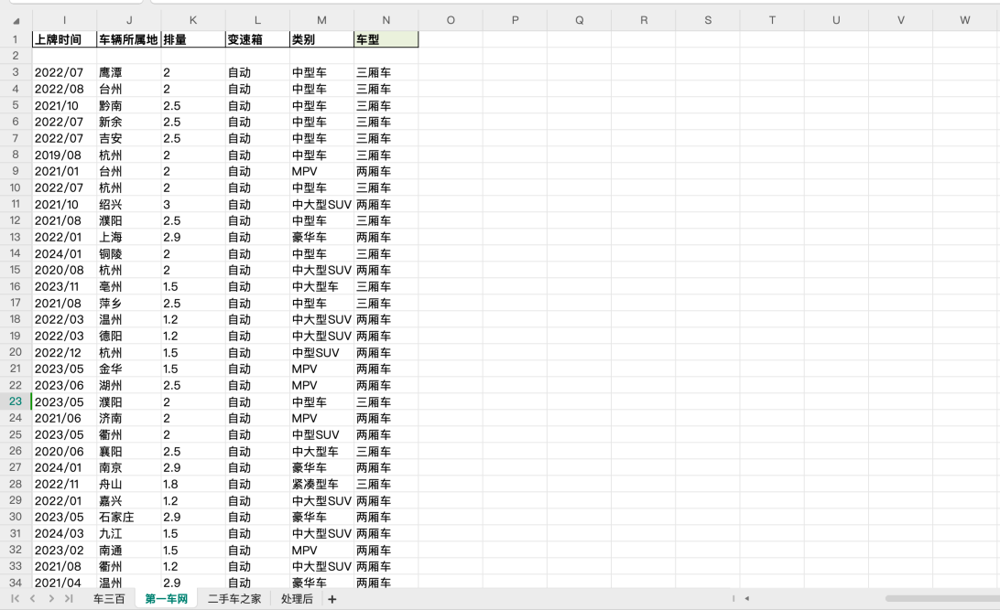 I J K L M N O P Q R S T U V W
1 上牌时间 车辆所属地 排量 变速箱 类别 车型
2
3 2022/07 鹰潭 2 自动 中型车 三厢车
4 2022/08 台州 2 自动 中型车 三厢车
5 2021/10 黔南 2.5 自动 中型车 三厢车
6 2022/07 新余 2.5 自动 中型车 三厢车
7 2022/07 吉安 2.5 自动 中型车 三厢车
8 2019/08 杭州 2 自动 中型车 三厢车
9 2021/01 台州 2 自动 MPV 两厢车
10 2022/07 杭州 2 自动 中型车 三厢车
11 2021/10 绍兴 3 自动 中大型SUV 两厢车
12 2021/08 濮阳 2.5 自动 中型车 三厢车
13 2022/01 上海 2.9 自动 豪华车 两厢车
14 2024/01 铜陵 2 自动 中型车 三厢车
15 2020/08 杭州 2 自动 中大型SUV 两厢车
16 2023/11 亳州 1.5 自动 中大型车 三厢车
17 2021/08 萍乡 2.5 自动 中型车 三厢车
18 2022/03 温州 1.2 自动 中大型SUV 两厢车
19 2022/03 德阳 1.2 自动 中大型SUV 两厢车
20 2022/12 杭州 1.5 自动 中型SUV 两厢车
21 2023/05 金华 1.5 自动 MPV 两厢车
22 2023/06 湖州 2.5 自动 MPV 两厢车
23 2023/05 濮阳 2 自动 中型车 三厢车
24 2021/06 济南 2 自动 MPV 两厢车
25 2023/05 衢州 2 自动 中型SUV 两厢车
26 2020/06 襄阳 2.5 自动 中大型车 三厢车
27 2024/01 南京 2.9 自动 豪华车 两厢车
28 2022/11 舟山 1.8 自动 紧凑型车 三厢车
29 2022/01 嘉兴 1.2 自动 中大型SUV 两厢车
30 2023/05 石家庄 2.9 自动 豪华车 两厢车
31 2024/03 九江 1.5 自动 中大型SUV 两厢车
32 2023/02 南通 1.5 自动 MPV 两厢车
33 2021/08 衢州 1.2 自动 中大型SUV 两厢车
34 2021/04 温州 2.9 自动 豪华车 两厢车
车三百 第一车网 二手车之家 处理后 +